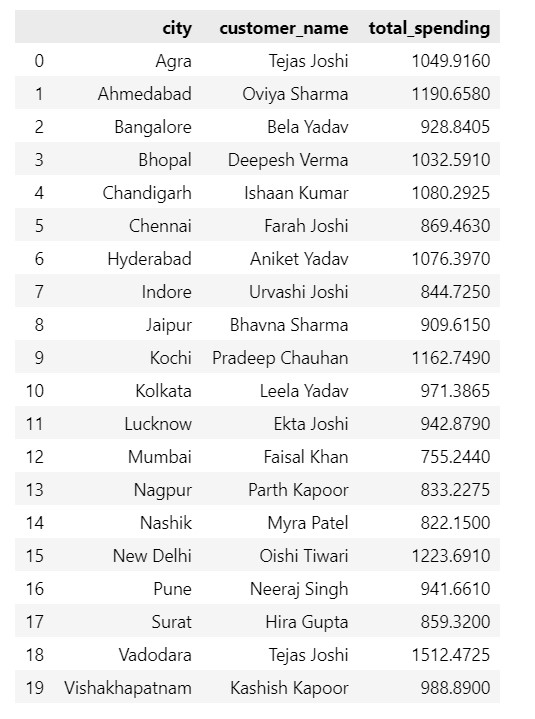 city customer_name total_spending
0 Agra Tejas Joshi 1049.9160
1 Ahmedabad Oviya Sharma 1190.6580
2 Bangalore Bela Yadav 928.8405
3 Bhopal Deepesh Verma 1032.5910
4 Chandigarh Ishaan Kumar 1080.2925
5 Chennai Farah Joshi 869.4630
6 Hyderabad Aniket Yadav 1076.3970
7 Indore Urvashi Joshi 844.7250
8 Jaipur Bhavna Sharma 909.6150
9 Kochi Pradeep Chauhan 1162.7490
10 Kolkata Leela Yadav 971.3865
11 Lucknow Ekta Joshi 942.8790
12 Mumbai Faisal Khan 755.2440
13 Nagpur Parth Kapoor 833.2275
14 Nashik Myra Patel 822.1500
15 New Delhi Oishi Tiwari 1223.6910
16 Pune Neeraj Singh 941.6610
17 Surat Hira Gupta 859.3200
18 Vadodara Tejas Joshi 1512.4725
19 Vishakhapatnam Kashish Kapoor 988.8900